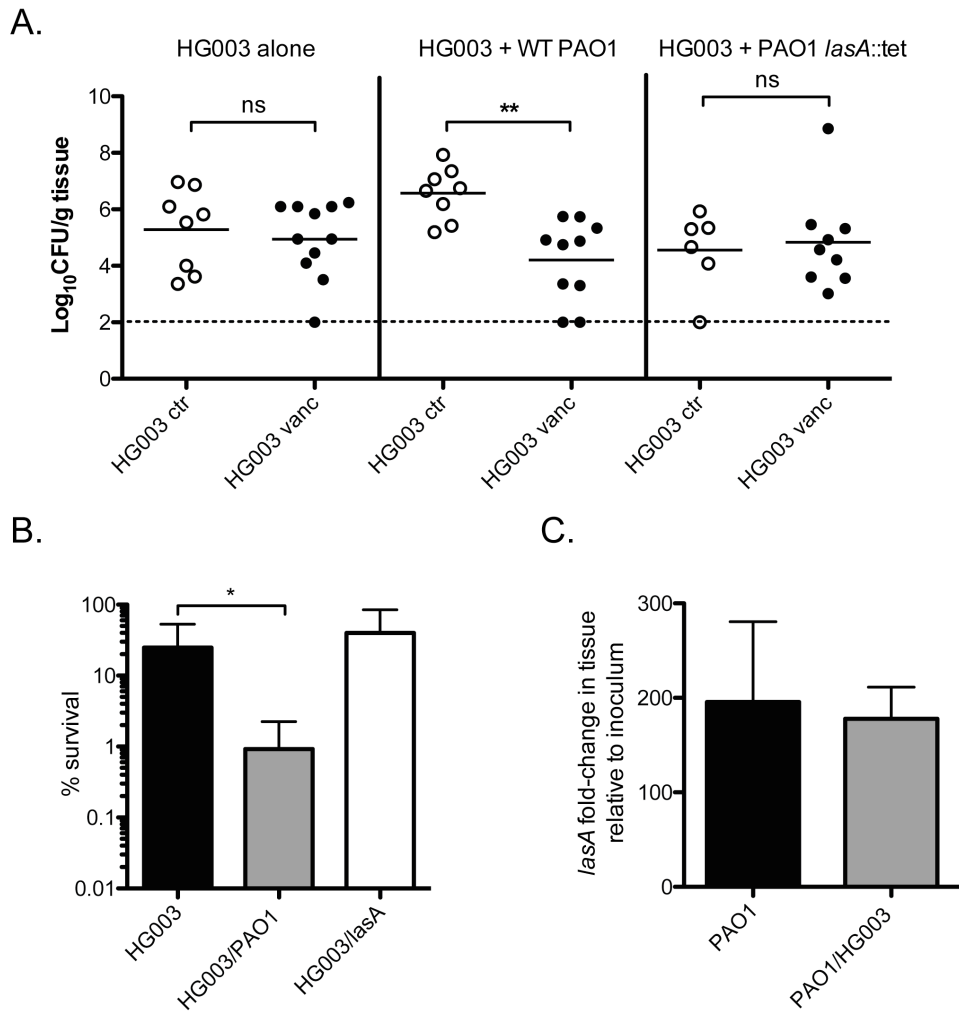 A.
HG003 alone
HG003 + WT PAO1
HG003 + PAO1 lasA::tet
ns
**
ns
Log10CFU/g tissue
10
8
6
4
2
0
HG003 ctr
HG003 vanc
HG003 ctr
HG003 vanc
HG003 ctr
HG003 vanc
B.
*
% survival
100
10
1
0.1
0.01
HG003
HG003/PAO1
HG003/lasA
C.
lasA fold-change in tissue
relative to inoculum
300
200
100
0
PAO1
PAO1/HG003